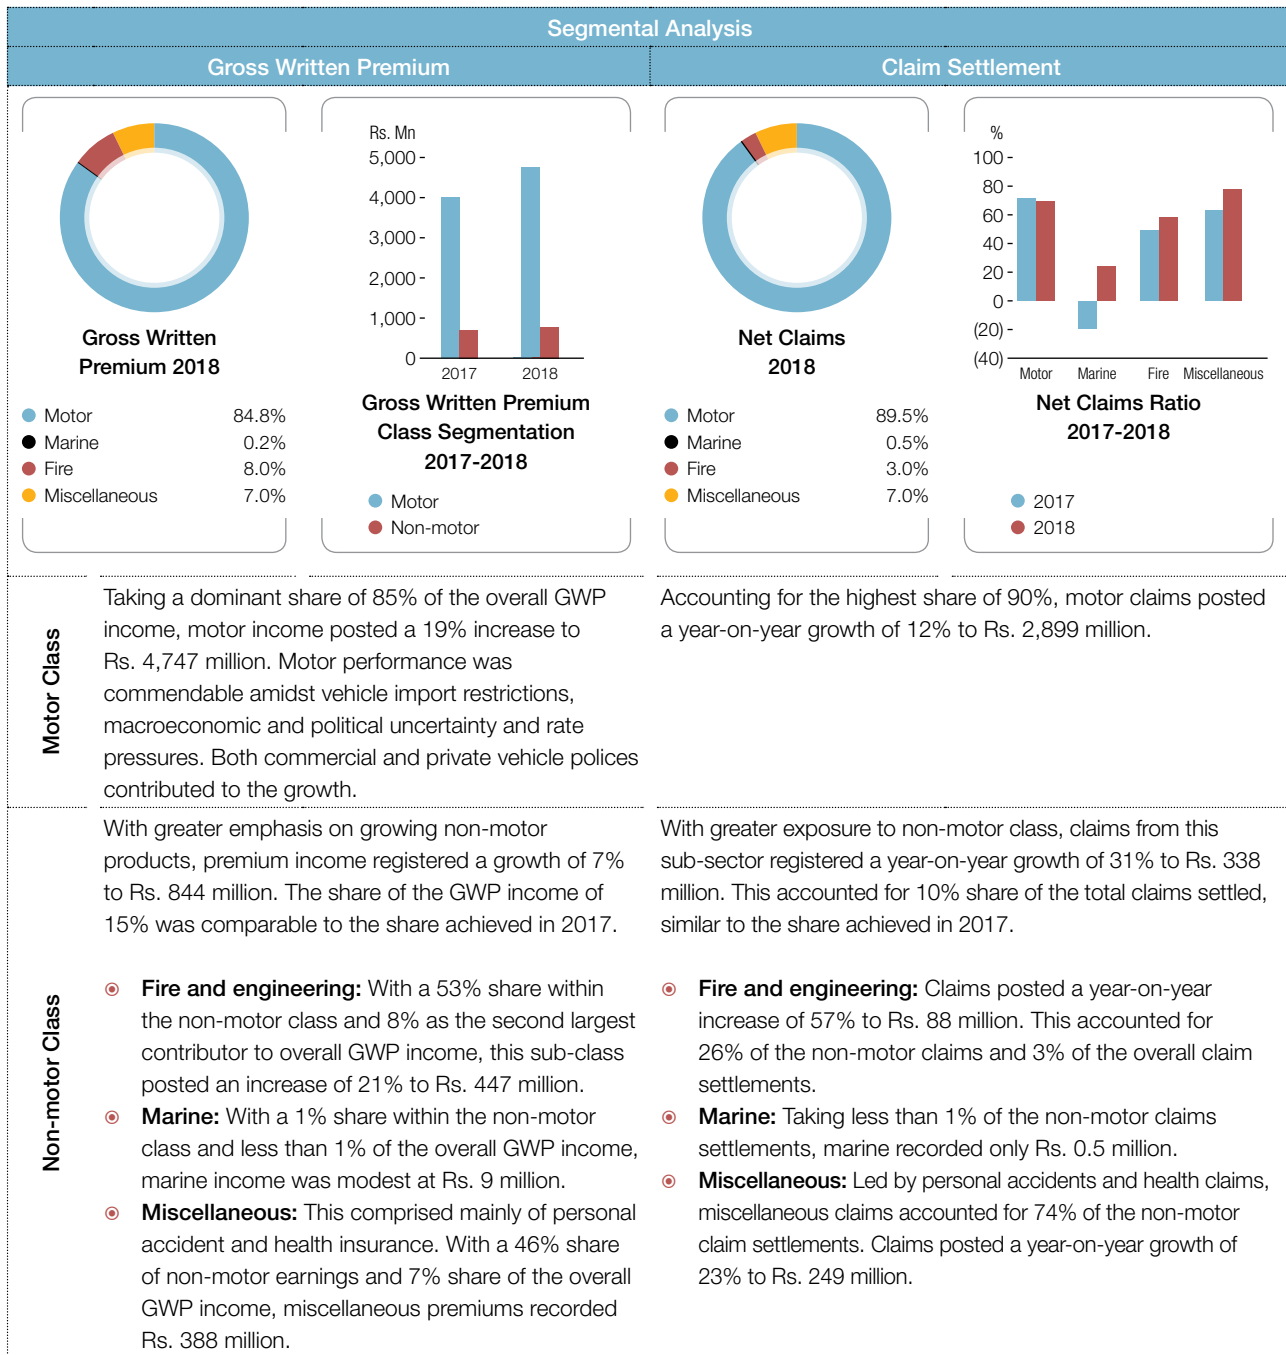 Segmental Analysis
Gross Written Premium
Claim Settlement
Gross Written
Premium 2018
Motor 84.8%
Marine 0.2%
Fire 8.0%
Miscellaneous 7.0%
Rs. Mn
5,000
4,000
3,000
2,000
1,000
0
2017 2018
Gross Written Premium
Class Segmentation
2017-2018
Motor
Non-motor
Net Claims
2018
Motor 89.5%
Marine 0.5%
Fire 3.0%
Miscellaneous 7.0%
%
100
80
60
40
20
0
(20)
(40)
Motor Marine Fire Miscellaneous
Net Claims Ratio
2017-2018
2017
2018
Motor Class
Taking a dominant share of 85% of the overall GWP
income, motor income posted a 19% increase to
Rs. 4,747 million. Motor performance was
commendable amidst vehicle import restrictions,
macroeconomic and political uncertainty and rate
pressures. Both commercial and private vehicle polices
contributed to the growth.
Accounting for the highest share of 90%, motor claims posted
a year-on-year growth of 12% to Rs. 2,899 million.
Non-motor Class
With greater emphasis on growing non-motor
products, premium income registered a growth of 7%
to Rs. 844 million. The share of the GWP income of
15% was comparable to the share achieved in 2017.
Fire and engineering: With a 53% share within
the non-motor class and 8% as the second largest
contributor to overall GWP income, this sub-class
posted an increase of 21% to Rs. 447 million.
Marine: With a 1% share within the non-motor
class and less than 1% of the overall GWP income,
marine income was modest at Rs. 9 million.
Miscellaneous: This comprised mainly of personal
accident and health insurance. With a 46% share
of non-motor earnings and 7% share of the overall
GWP income, miscellaneous premiums recorded
Rs. 388 million.
With greater exposure to non-motor class, claims from this
sub-sector registered a year-on-year growth of 31% to Rs. 338
million. This accounted for 10% share of the total claims settled,
similar to the share achieved in 2017.
Fire and engineering: Claims posted a year-on-year
increase of 57% to Rs. 88 million. This accounted for
26% of the non-motor claims and 3% of the overall claim
settlements.
Marine: Taking less than 1% of the non-motor claims
settlements, marine recorded only Rs. 0.5 million.
Miscellaneous: Led by personal accidents and health claims,
miscellaneous claims accounted for 74% of the non-motor
claim settlements. Claims posted a year-on-year growth of
23% to Rs. 249 million.